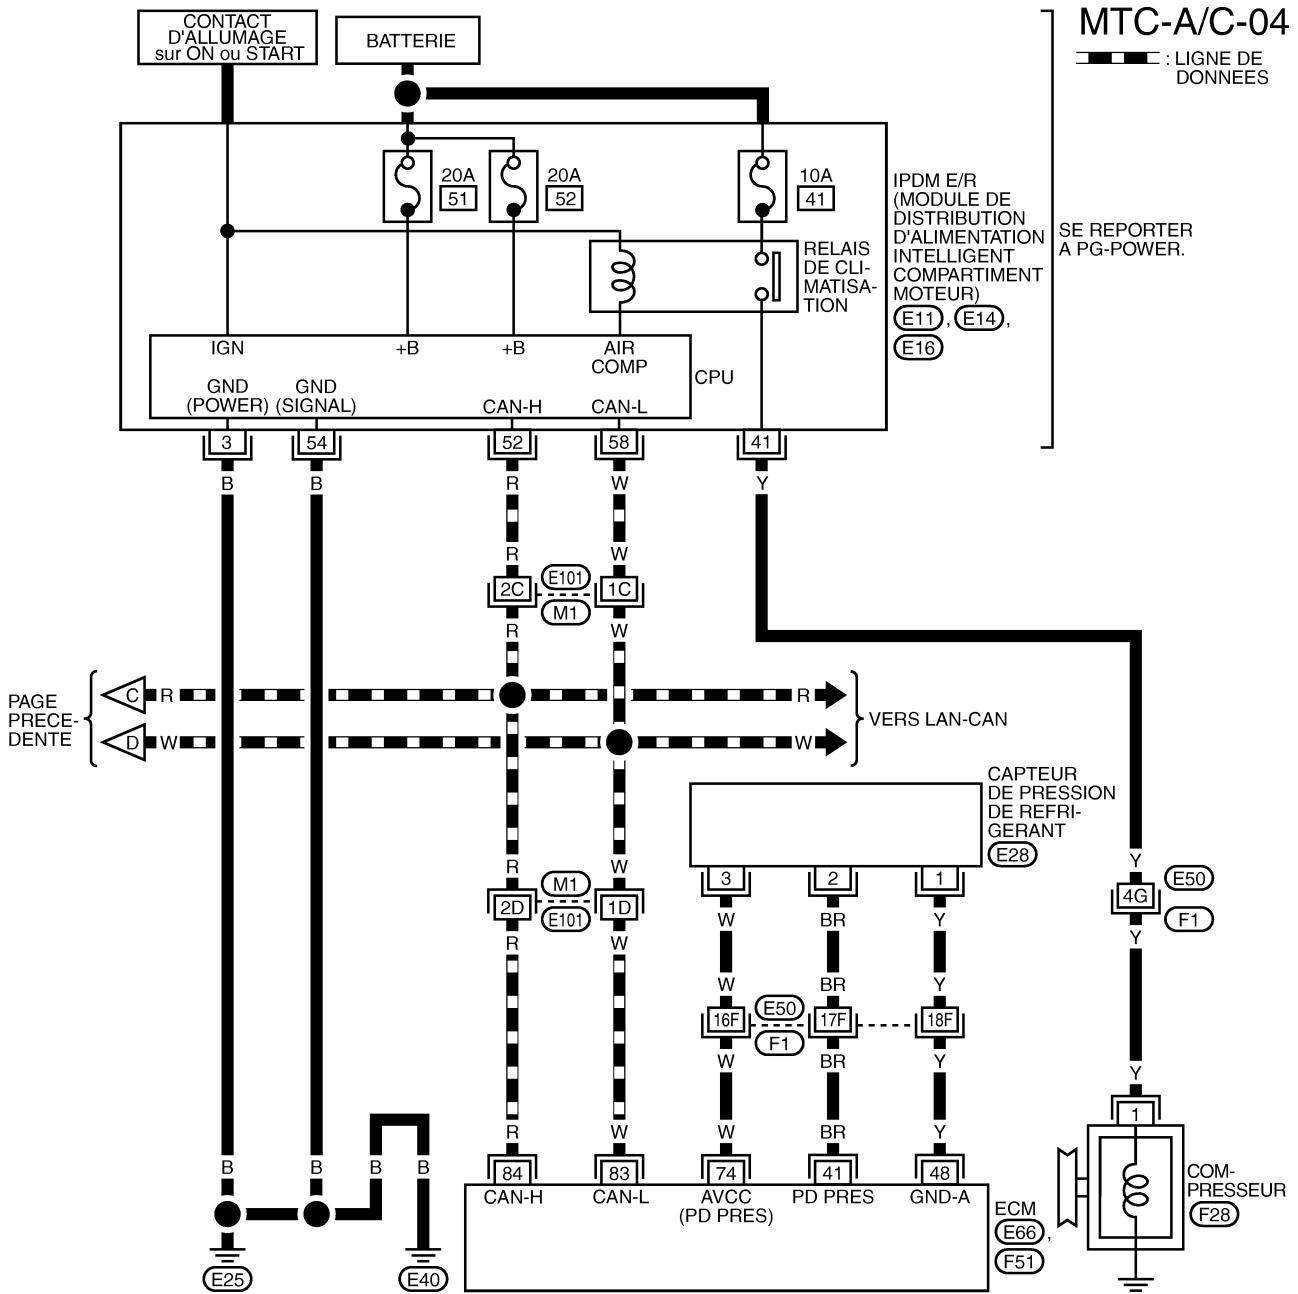 MTC-A/C-04
: LIGNE DE
DONNEES
CONTACT
D'ALLUMAGE
sur ON ou START
BATTERIE
20A
51
20A
52
10A
41
IPDM E/R
(MODULE DE
DISTRIBUTION
D'ALIMENTATION
INTELLIGENT
COMPARTIMENT
MOTEUR)
E11 , E14 ,
E16
SE REPORTER
A PG-POWER.
RELAIS
DE CLI-
MATISA-
TION
IGN
+B
+B
AIR
COMP
CPU
GND
(POWER)
GND
(SIGNAL)
CAN-H
CAN-L
3
54
52
58
41
B
B
R
W
Y
R
W
2C
E101
M1
1C
R
W
PAGE
PRECE-
DENTE
C
R
R
D
W
W
VERS LAN-CAN
CAPTEUR
DE PRESSION
DE REFRI-
GERANT
E28
3
2
1
R
W
Y
2D
M1
E101
1D
W
BR
Y
4G
E50
F1
R
W
Y
W
BR
Y
16F
E50
F1
17F
18F
W
BR
Y
Y
R
W
W
BR
Y
1
B
B
B
B
84
83
74
41
48
CAN-H
CAN-L
AVCC
(PD PRES)
PD PRES
GND-A
ECM
E66 ,
F51
COM-
PRESSEUR
F28
E25
E40